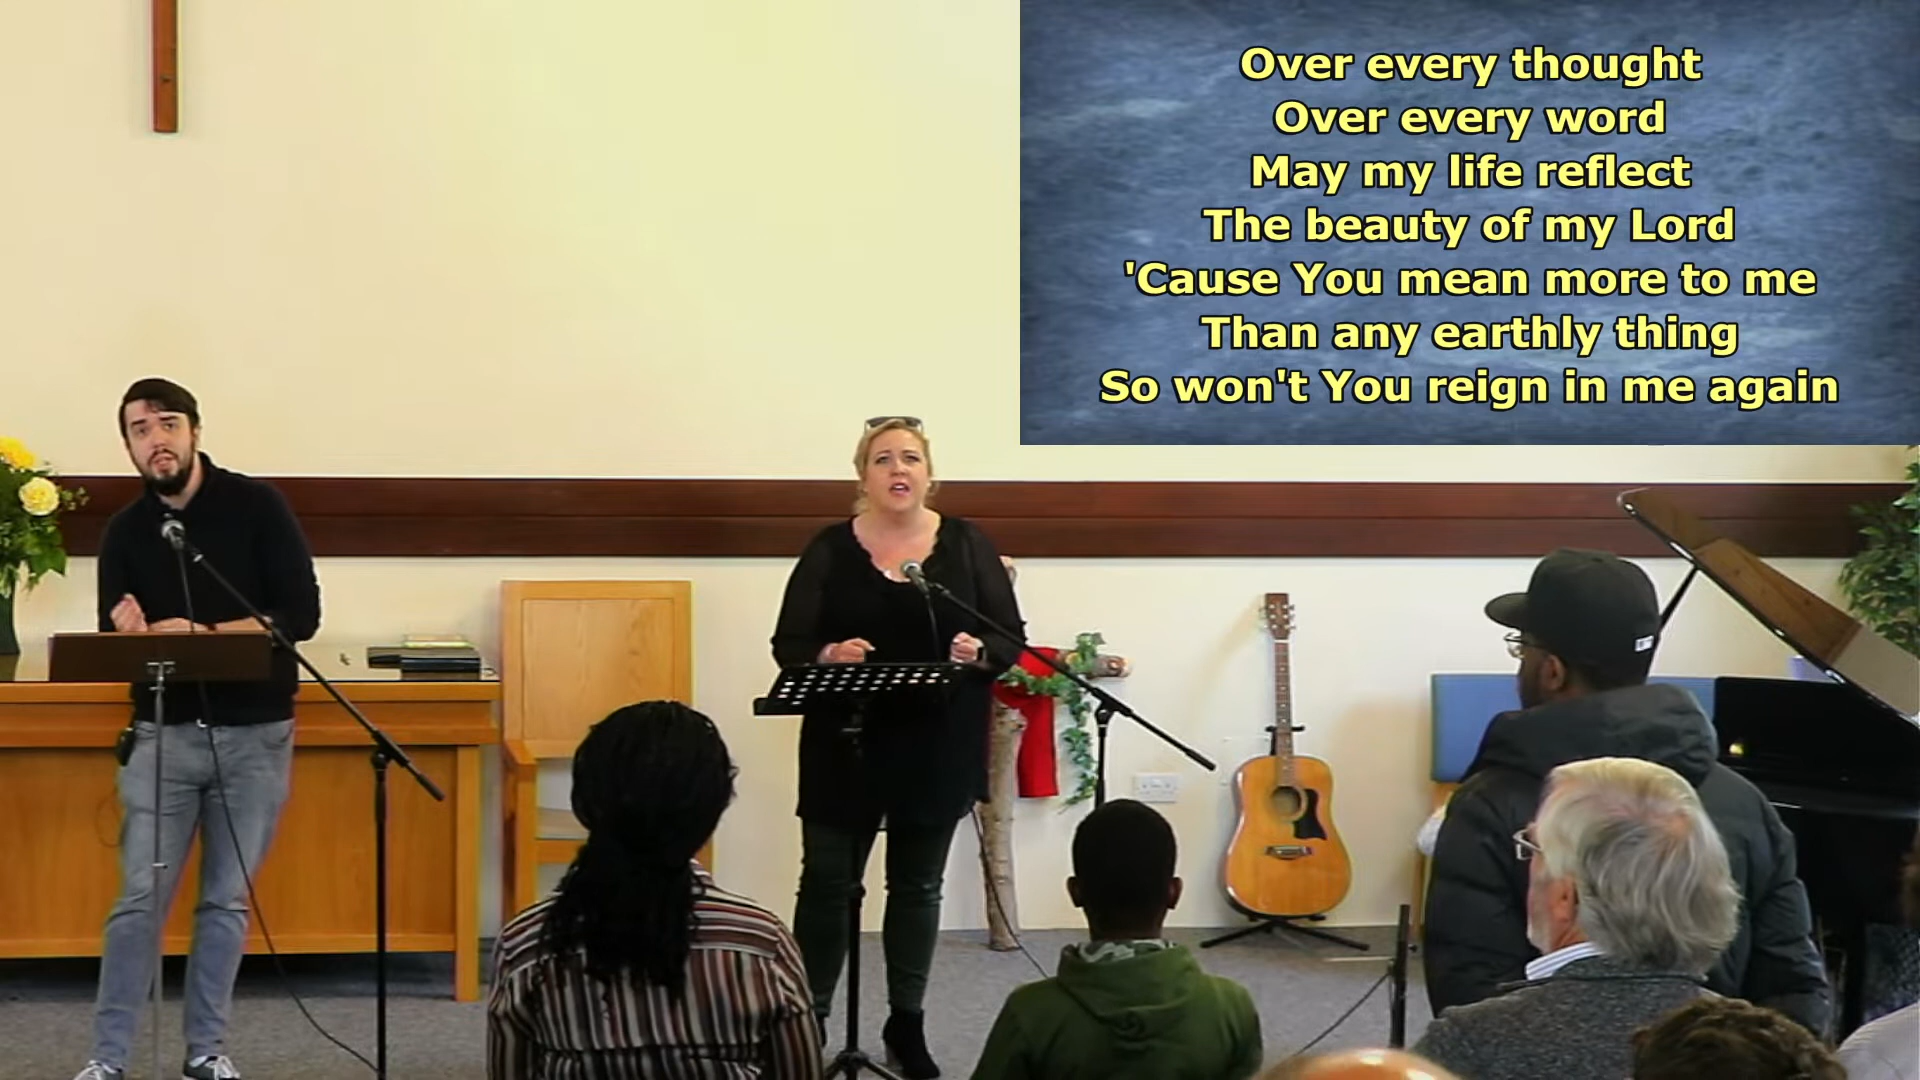 Over every thought
Over every word
May my life reflect
The beauty of my Lord
'Cause You mean more to me
Than any earthly thing
So won't You reign in me again